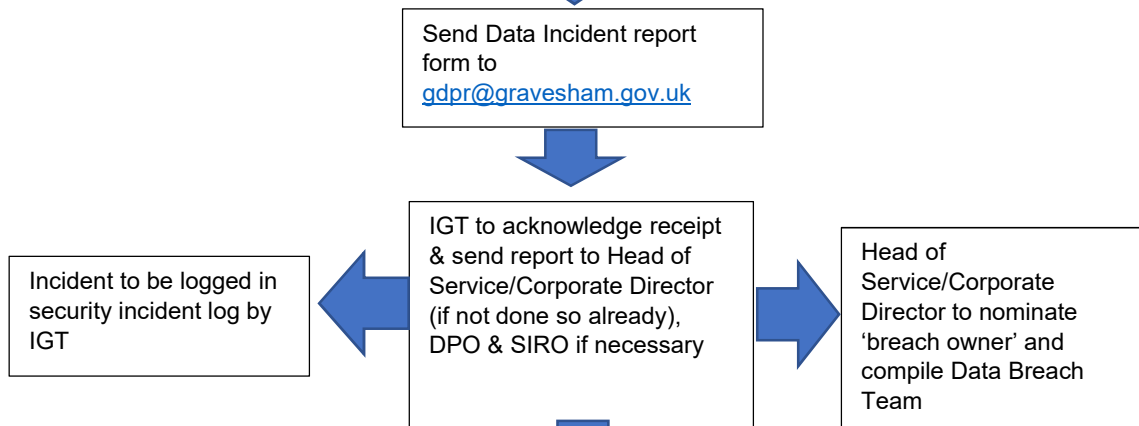 Send Data Incident report
form to
gdpr@gravesham.gov.uk
IGT to acknowledge receipt
& send report to Head of
Service/Corporate Director
(if not done so already),
DPO & SIRO if necessary
Incident to be logged in
security incident log by
IGT
Head of
Service/Corporate
Director to nominate
‘breach owner’ and
compile Data Breach
Team